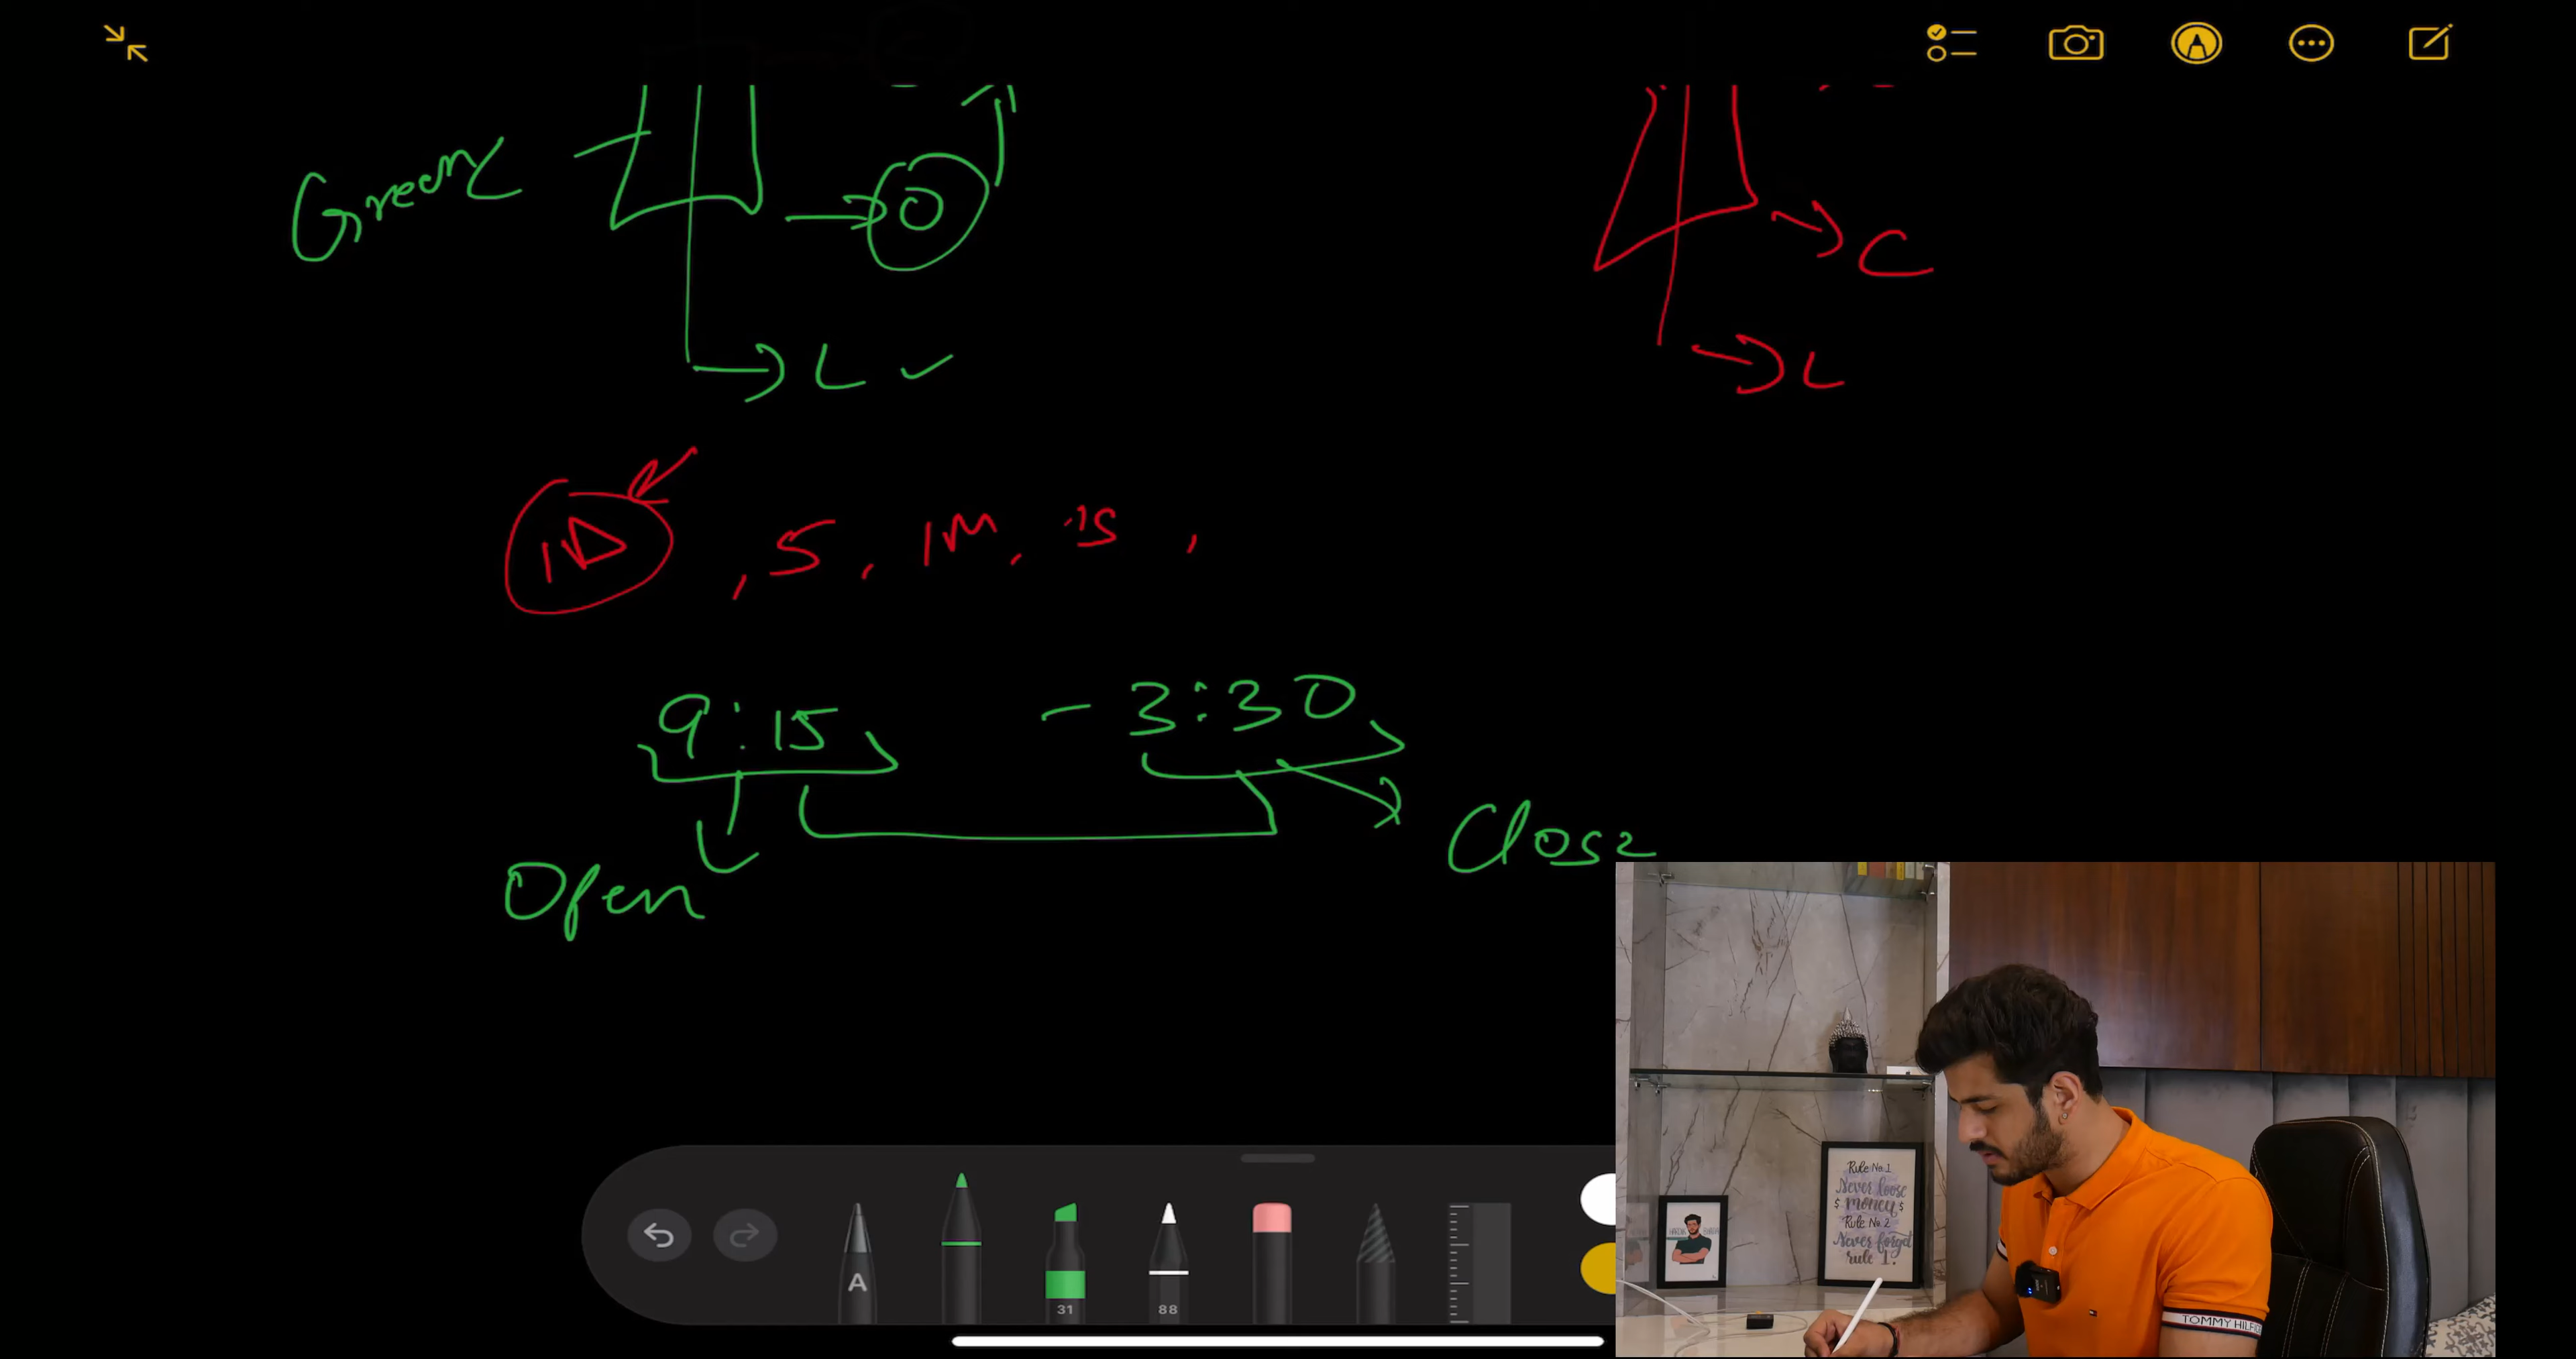 Green
O
C
L
L
1D, 5, 1M, 15,
9:15 - 3:30
Open
Close
A
31
88
Rule No.1
Never loose
$ money $
Rule No. 2
Never forget
rule 1.
TOMMY HILFI